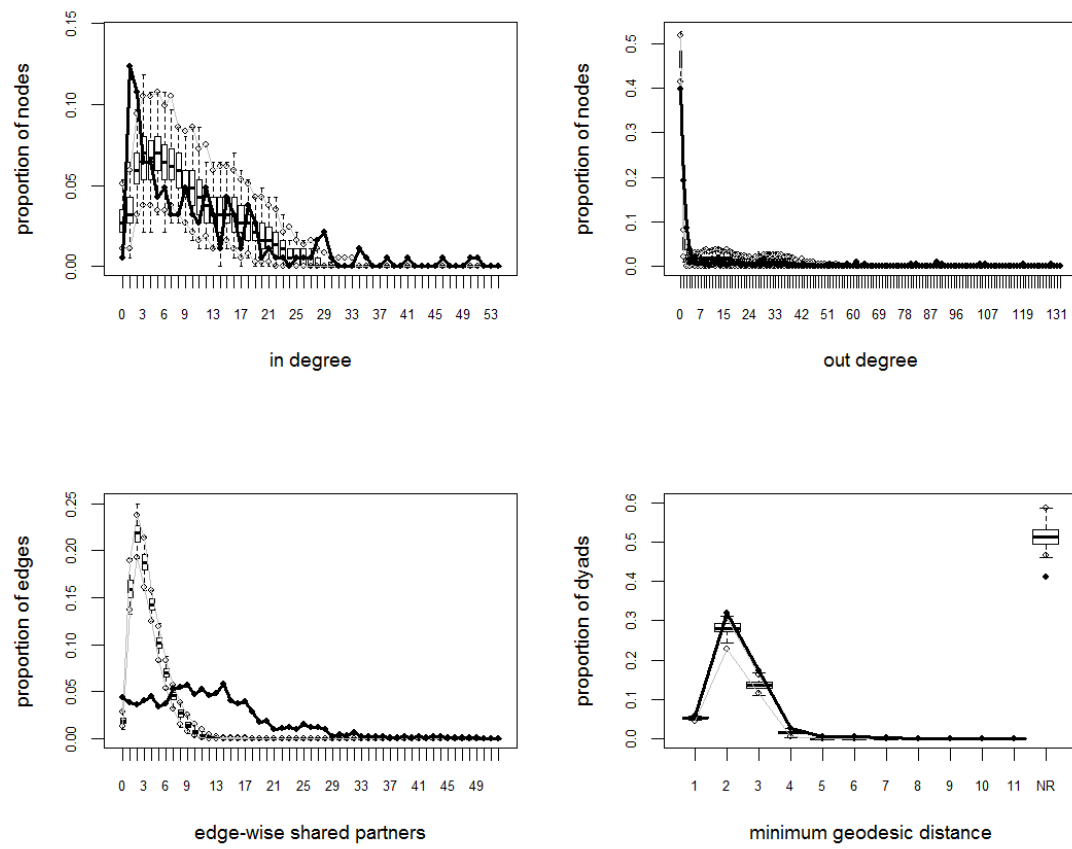 proportion of nodes
0.00 0.05 0.10 0.15
0 3 6 9 13 17 21 25 29 33 37 41 45 49 53
in degree
proportion of nodes
0.0 0.1 0.2 0.3 0.4 0.5
0 7 15 24 33 42 51 60 69 78 87 96 107 119 131
out degree
proportion of edges
0.00 0.05 0.10 0.15 0.20 0.25
0 3 6 9 13 17 21 25 29 33 37 41 45 49
edge-wise shared partners
proportion of dyads
0.0 0.1 0.2 0.3 0.4 0.5 0.6
1 2 3 4 5 6 7 8 9 10 11 NR
minimum geodesic distance